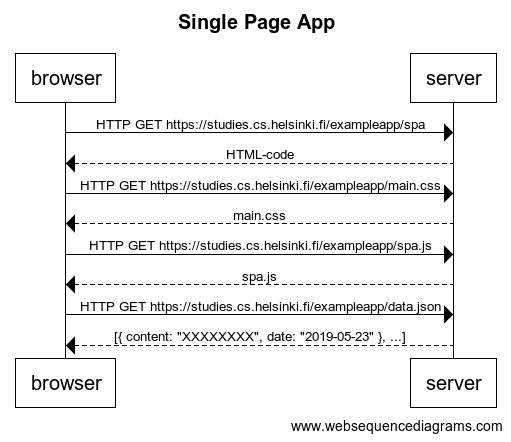 Single Page App
browser server
HTTP GET https://studies.cs.helsinki.fi/exampleapp/spa
HTML-code
HTTP GET https://studies.cs.helsinki.fi/exampleapp/main.css
main.css
HTTP GET https://studies.cs.helsinki.fi/exampleapp/spa.js
spa.js
HTTP GET https://studies.cs.helsinki.fi/exampleapp/data.json
[{ content: "XXXXXXXX", date: "2019-05-23" }, ...]
browser server
www.websequencediagrams.com